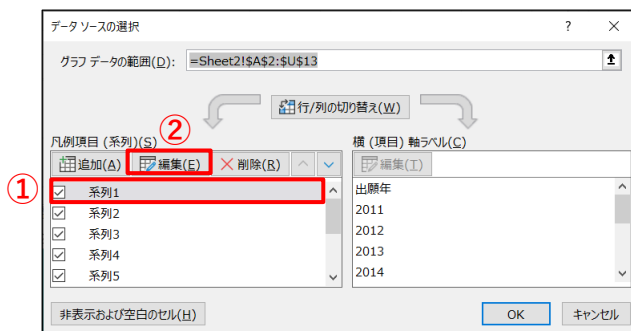 データ ソースの選択 ? ×
グラフ データの範囲(D): =Sheet2!$A$2:$U$13
行/列の切り替え(W)
②
凡例項目 (系列)(S) 横 (項目) 軸ラベル(C)
追加(A) 編集(E) × 削除(R) 編集(T)
①
系列1 出願年
系列2 2011
系列3 2012
系列4 2013
系列5 2014
非表示および空白のセル(H) OK キャンセル